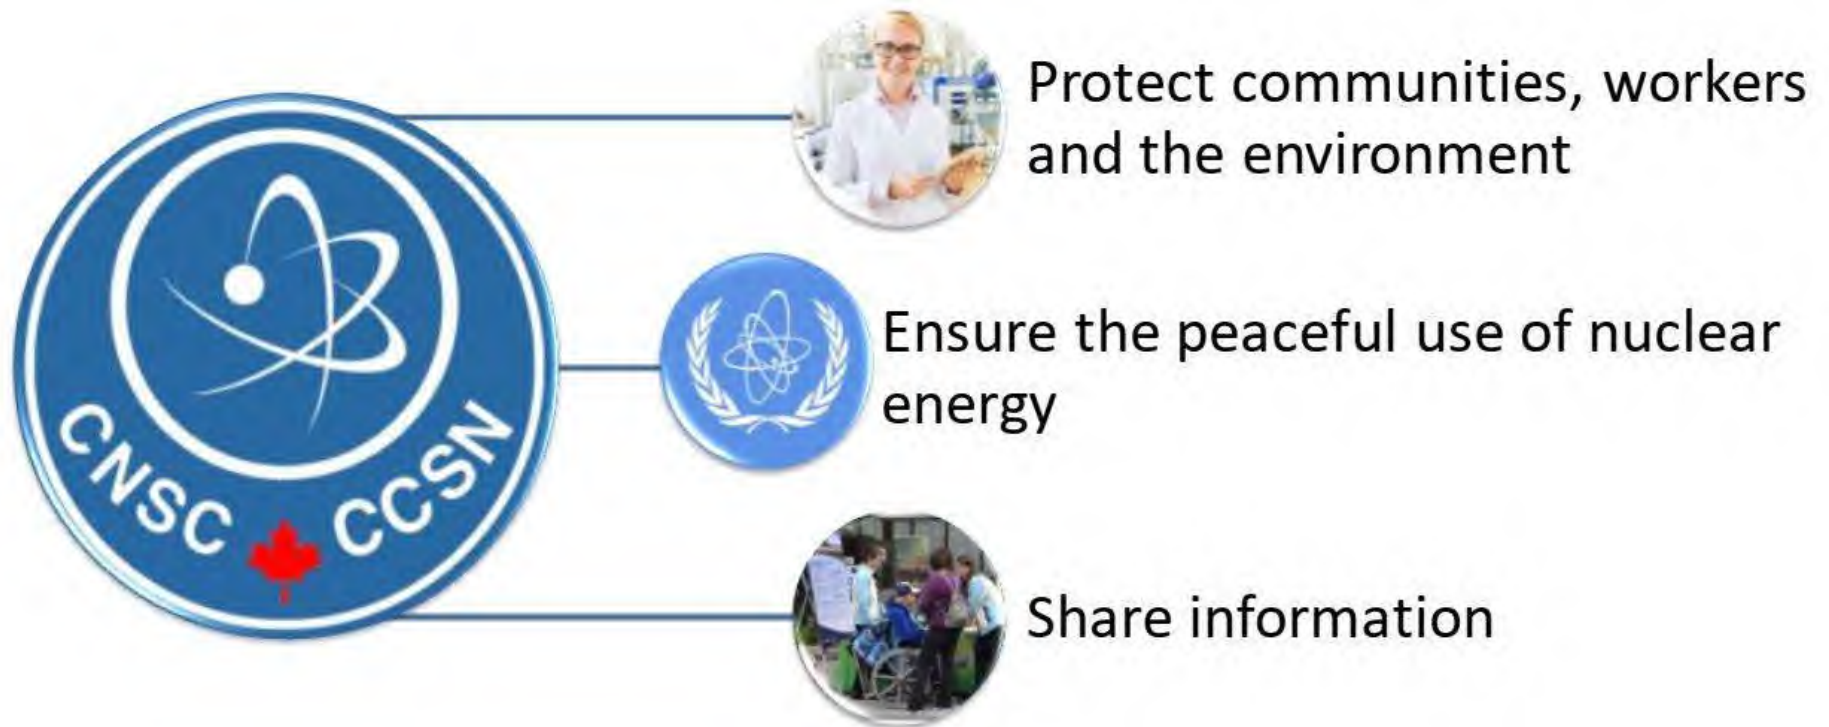 CNSC CCSN
Protect communities, workers
and the environment
Ensure the peaceful use of nuclear
energy
Share information